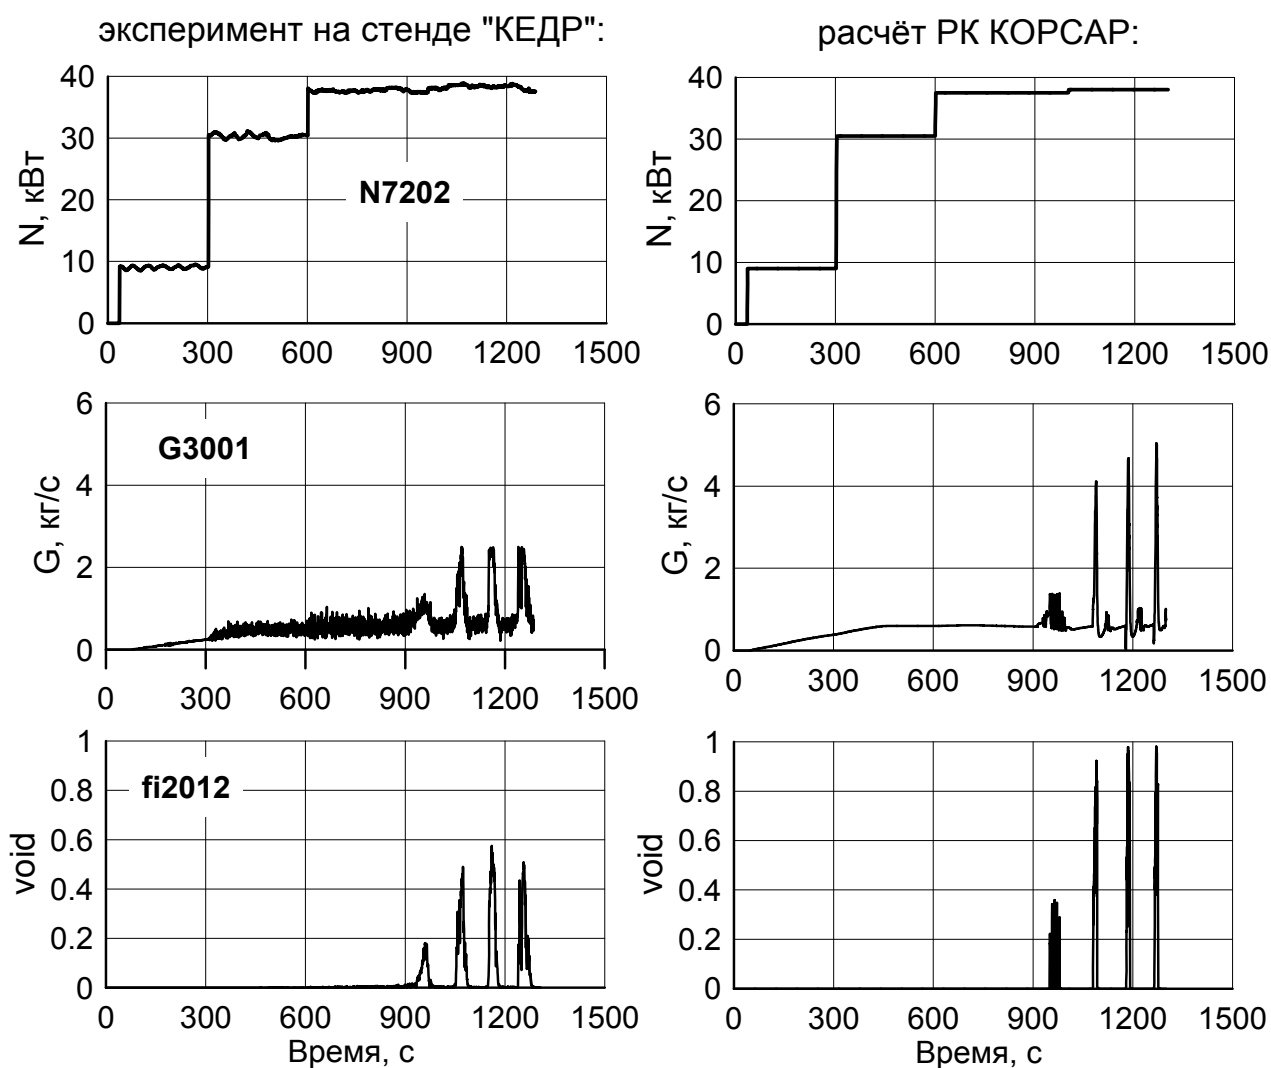 эксперимент на стенде "КЕДР":
расчёт РК КОРСАР:
40
30
20
10
0
N, кВт
N7202
0 300 600 900 1200 1500
40
30
20
10
0
N, кВт
0 300 600 900 1200 1500
6
4
2
0
G, кг/с
G3001
0 300 600 900 1200 1500
6
4
2
0
G, кг/с
0 300 600 900 1200 1500
1
0.8
0.6
0.4
0.2
0
void
fi2012
0 300 600 900 1200 1500
Время, с
1
0.8
0.6
0.4
0.2
0
void
0 300 600 900 1200 1500
Время, с